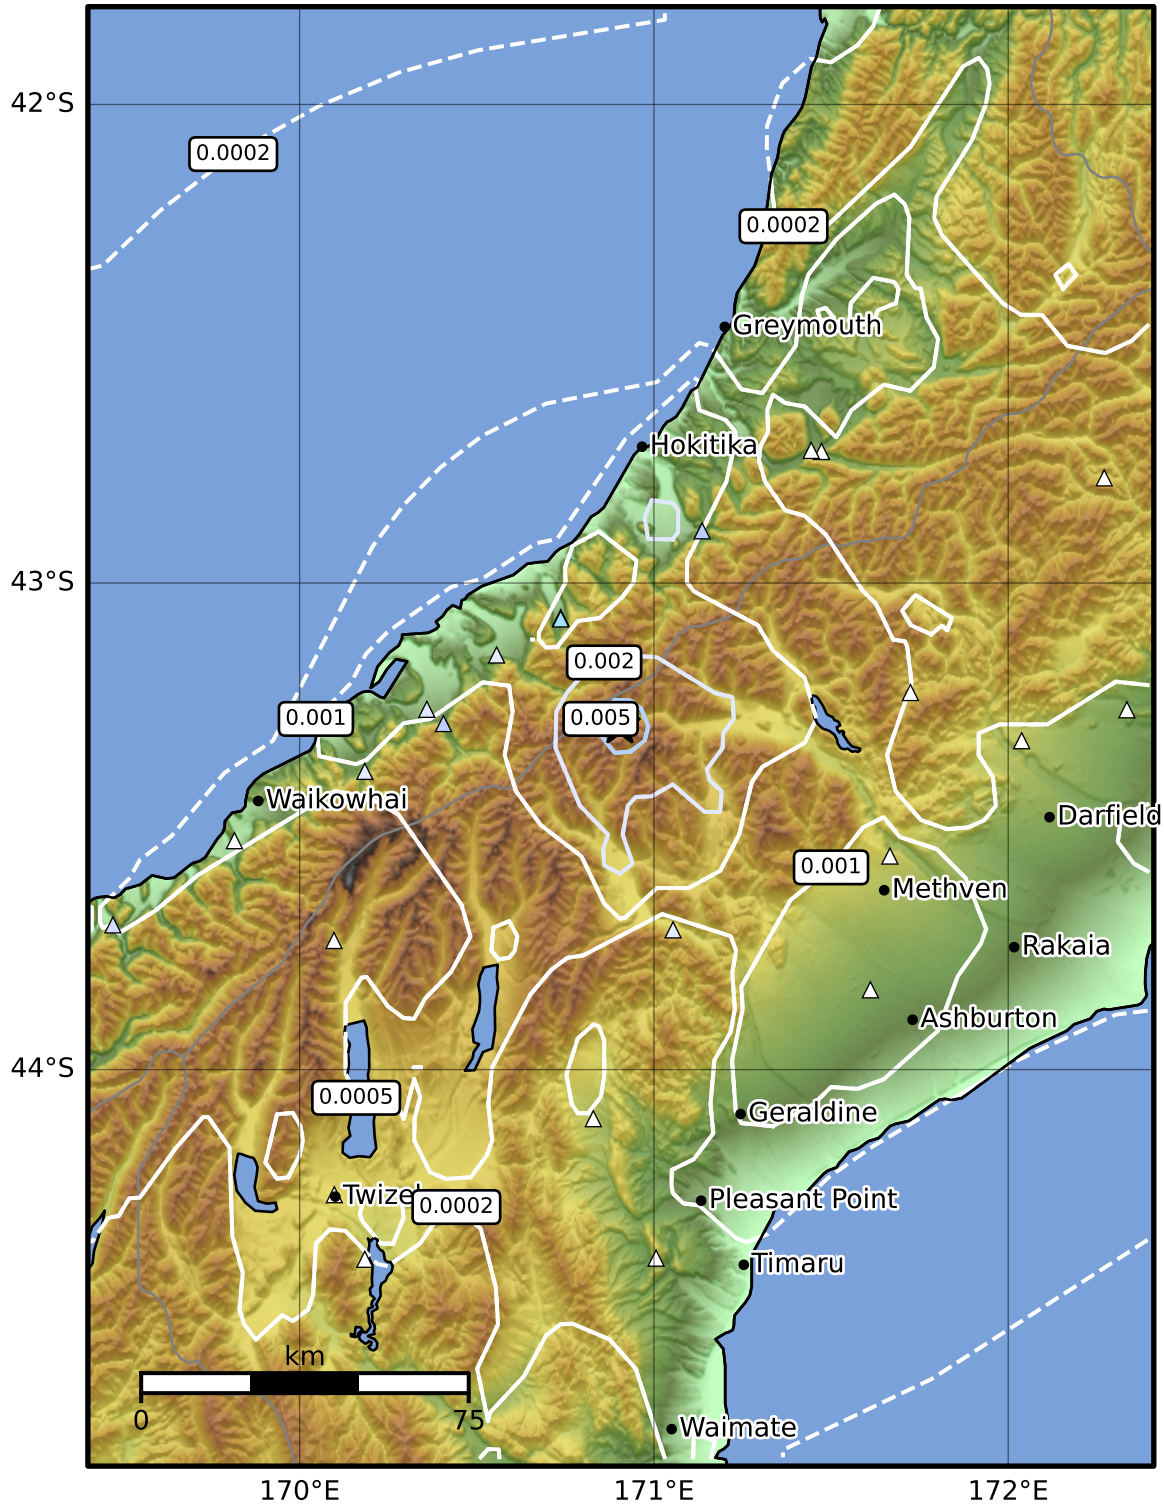 42°S
0.0002
0.0002
Greymouth
Hokitika
43°S
0.002
0.001
0.005
Waikowhai
Darfield
0.001
Methven
Rakaia
Ashburton
44°S
0.0005
Geraldine
Twizel
0.0002
Pleasant Point
Timaru
km
0
75
Waimate
170°E
171°E
172°E